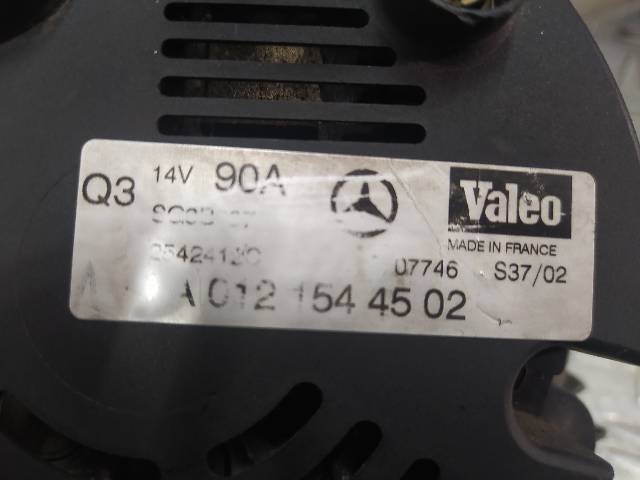 Q3 14V 90A Valeo
MADE IN FRANCE
07746 S37/02
A 012 154 45 02